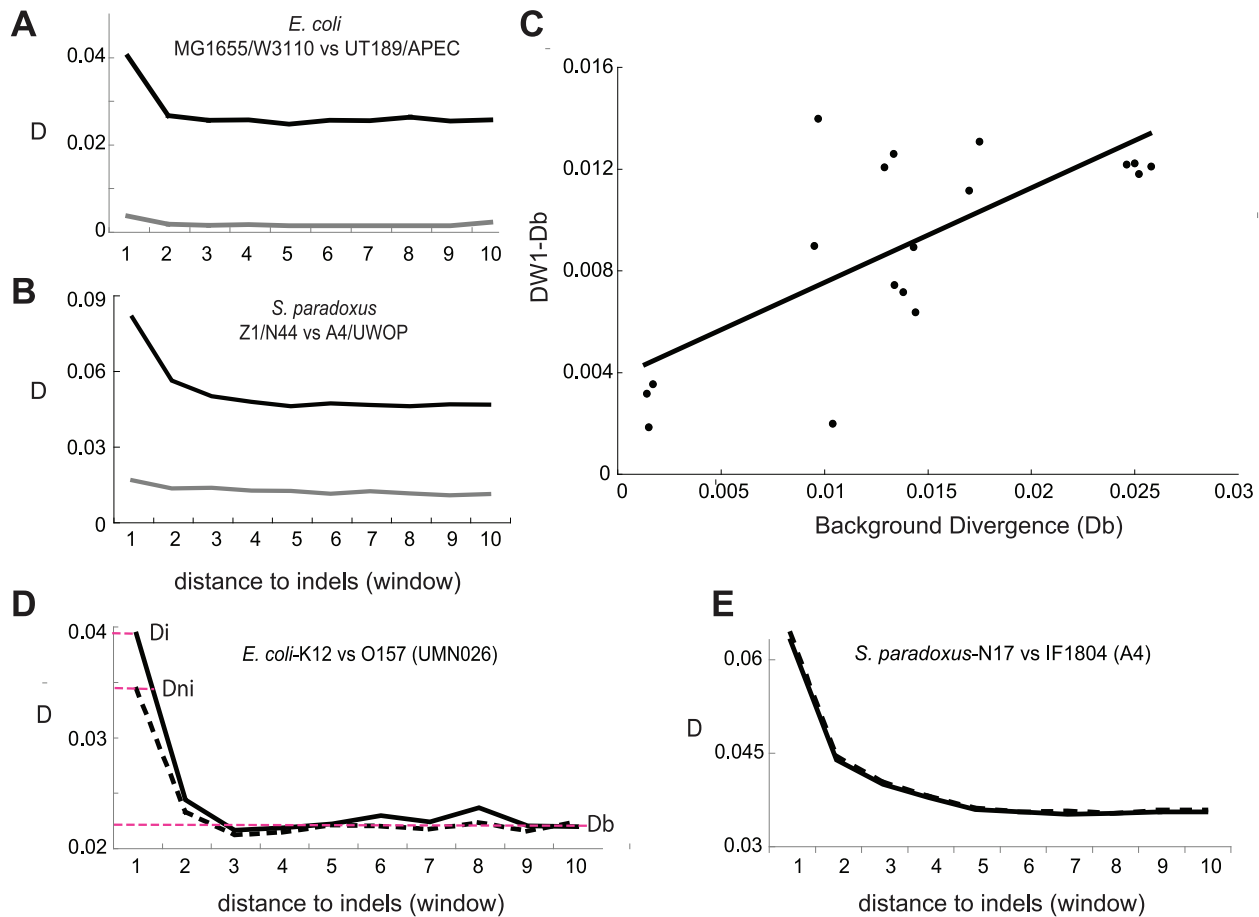 A
E. coli
MG1655/W3110 vs UT189/APEC
0.04
0.02
0
D
1 2 3 4 5 6 7 8 9 10
B
S. paradoxus
Z1/N44 vs A4/UWOP
0.09
0.06
0.03
0
D
1 2 3 4 5 6 7 8 9 10
distance to indels (window)
C
0.016
0.012
0.008
0.004
0
DW1-Db
0 0.005 0.01 0.015 0.02 0.025 0.03
Background Divergence (Db)
D
E. coli-K12 vs O157 (UMN026)
0.04
0.03
0.02
D
Di
Dni
Db
1 2 3 4 5 6 7 8 9 10
distance to indels (window)
E
S. paradoxus-N17 vs IF1804 (A4)
0.06
0.045
0.03
D
1 2 3 4 5 6 7 8 9 10
distance to indels (window)